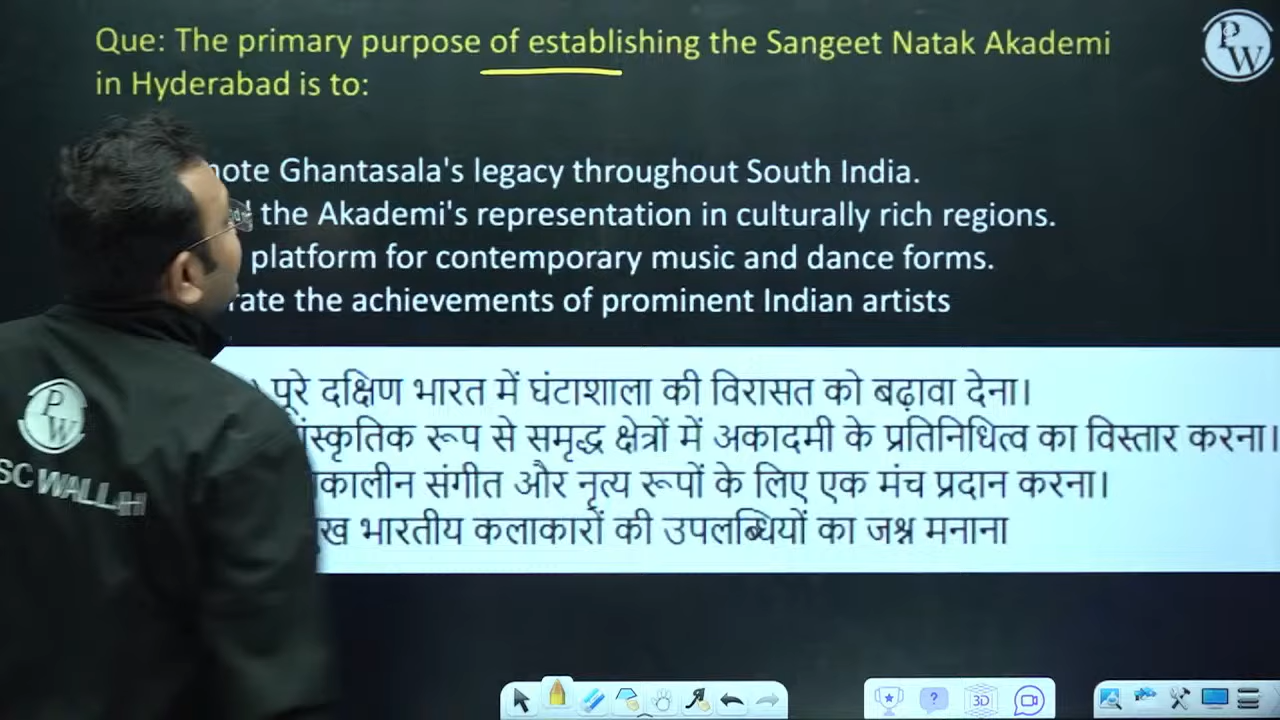 Que: The primary purpose of establishing the Sangeet Natak Akademi
in Hyderabad is to:
PW
Ghantasala's legacy throughout South India.
the Akademi's representation in culturally rich regions.
platform for contemporary music and dance forms.
the achievements of prominent Indian artists
पूरे दक्षिण भारत में घंटाशाला की विरासत को बढ़ावा देना।
रूप से समृद्ध क्षेत्रों में अकादमी के प्रतिनिधित्व का विस्तार करना।
संगीत और नृत्य रूपों के लिए एक मंच प्रदान करना।
भारतीय कलाकारों की उपलब्धियों का जश्न मनाना
PW
WALLAH
3D